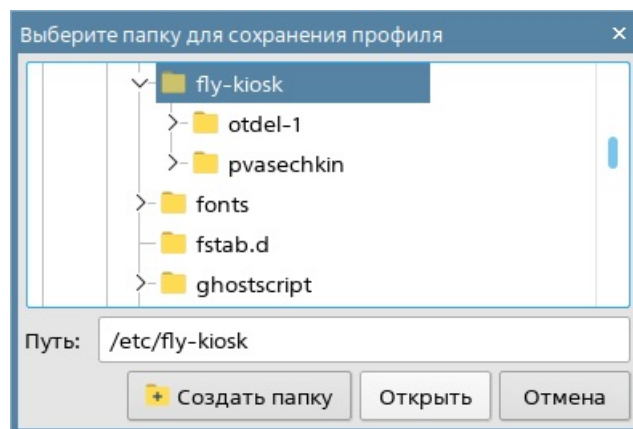 Выберите папку для сохранения профиля
fly-kiosk
otdel-1
pvasechkin
fonts
fstab.d
ghostscript
Путь: /etc/fly-kiosk
Создать папку Открыть Отмена